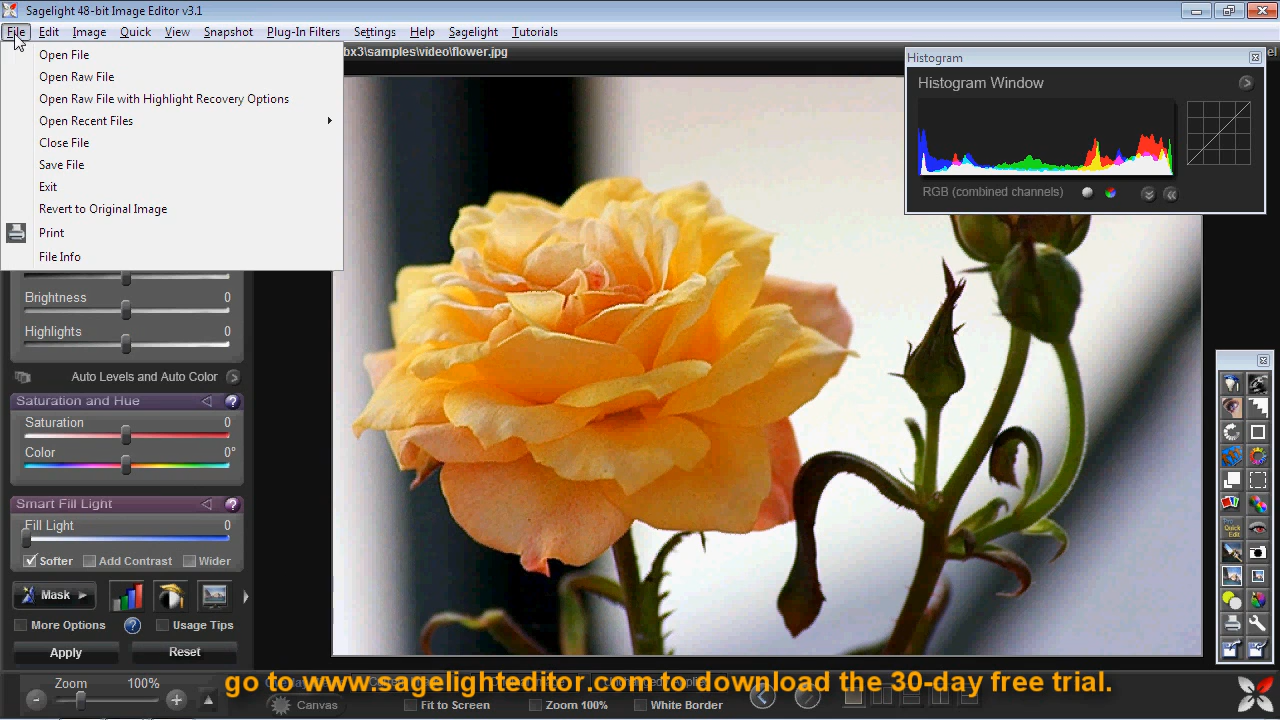 Sagelight 48-bit Image Editor v3.1
File Edit Image Quick View Snapshot Plug-In Filters Settings Help Sagelight Tutorials
bx3\samples\video\flower.jpg
Open File
Open Raw File
Open Raw File with Highlight Recovery Options
Open Recent Files
Close File
Save File
Exit
Revert to Original Image
Print
File Info
Histogram
Histogram Window
RGB (combined channels)
Brightness 0
Highlights 0
Auto Levels and Auto Color
Saturation and Hue
Saturation 0
Color 0°
Smart Fill Light
Fill Light 0
Softer Add Contrast Wider
Mask
More Options Usage Tips
Apply Reset
Quick Edit
Zoom 100%
go to www.sagelighteditor.com to download the 30-day free trial.
Canvas Fit to Screen Zoom 100% White Border